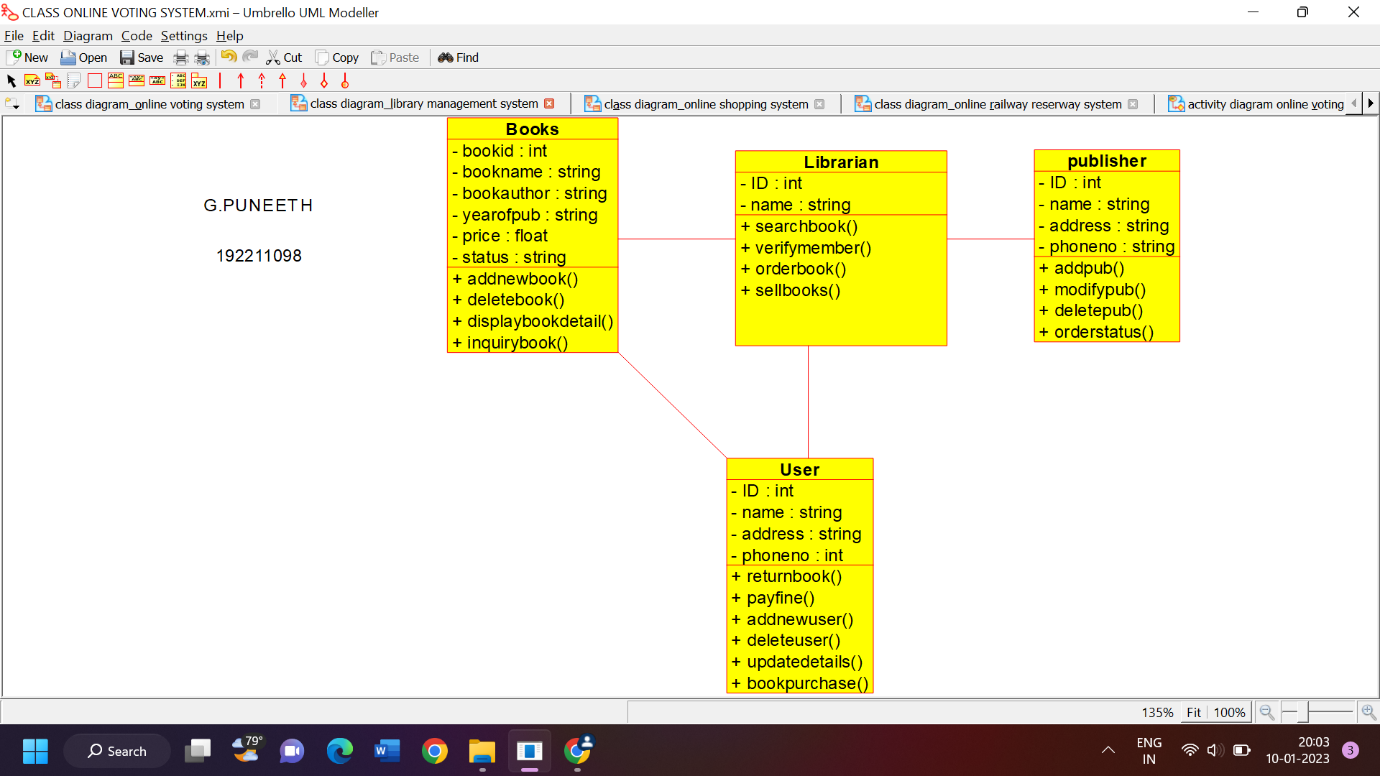 CLASS ONLINE VOTING SYSTEM.xmi – Umbrello UML Modeller
File Edit Diagram Code Settings Help
New Open Save Cut Copy Paste Find
class diagram_online voting system
class diagram_library management system
class diagram_online shopping system
class diagram_online railway reserway system
activity diagram online voting
G.PUNEETH
192211098
Books
- bookid : int
- bookname : string
- bookauthor : string
- yearofpub : string
- price : float
- status : string
+ addnewbook()
+ deletebook()
+ displaybookdetail()
+ inquirybook()
Librarian
- ID : int
- name : string
+ searchbook()
+ verifymember()
+ orderbook()
+ sellbooks()
publisher
- ID : int
- name : string
- address : string
- phoneno : string
+ addpub()
+ modifypub()
+ deletepub()
+ orderstatus()
User
- ID : int
- name : string
- address : string
- phoneno : int
+ returnbook()
+ payfine()
+ addnewuser()
+ deleteuser()
+ updatedetails()
+ bookpurchase()
135% Fit 100%
Search
79°
ENG
IN
20:03
10-01-2023
3